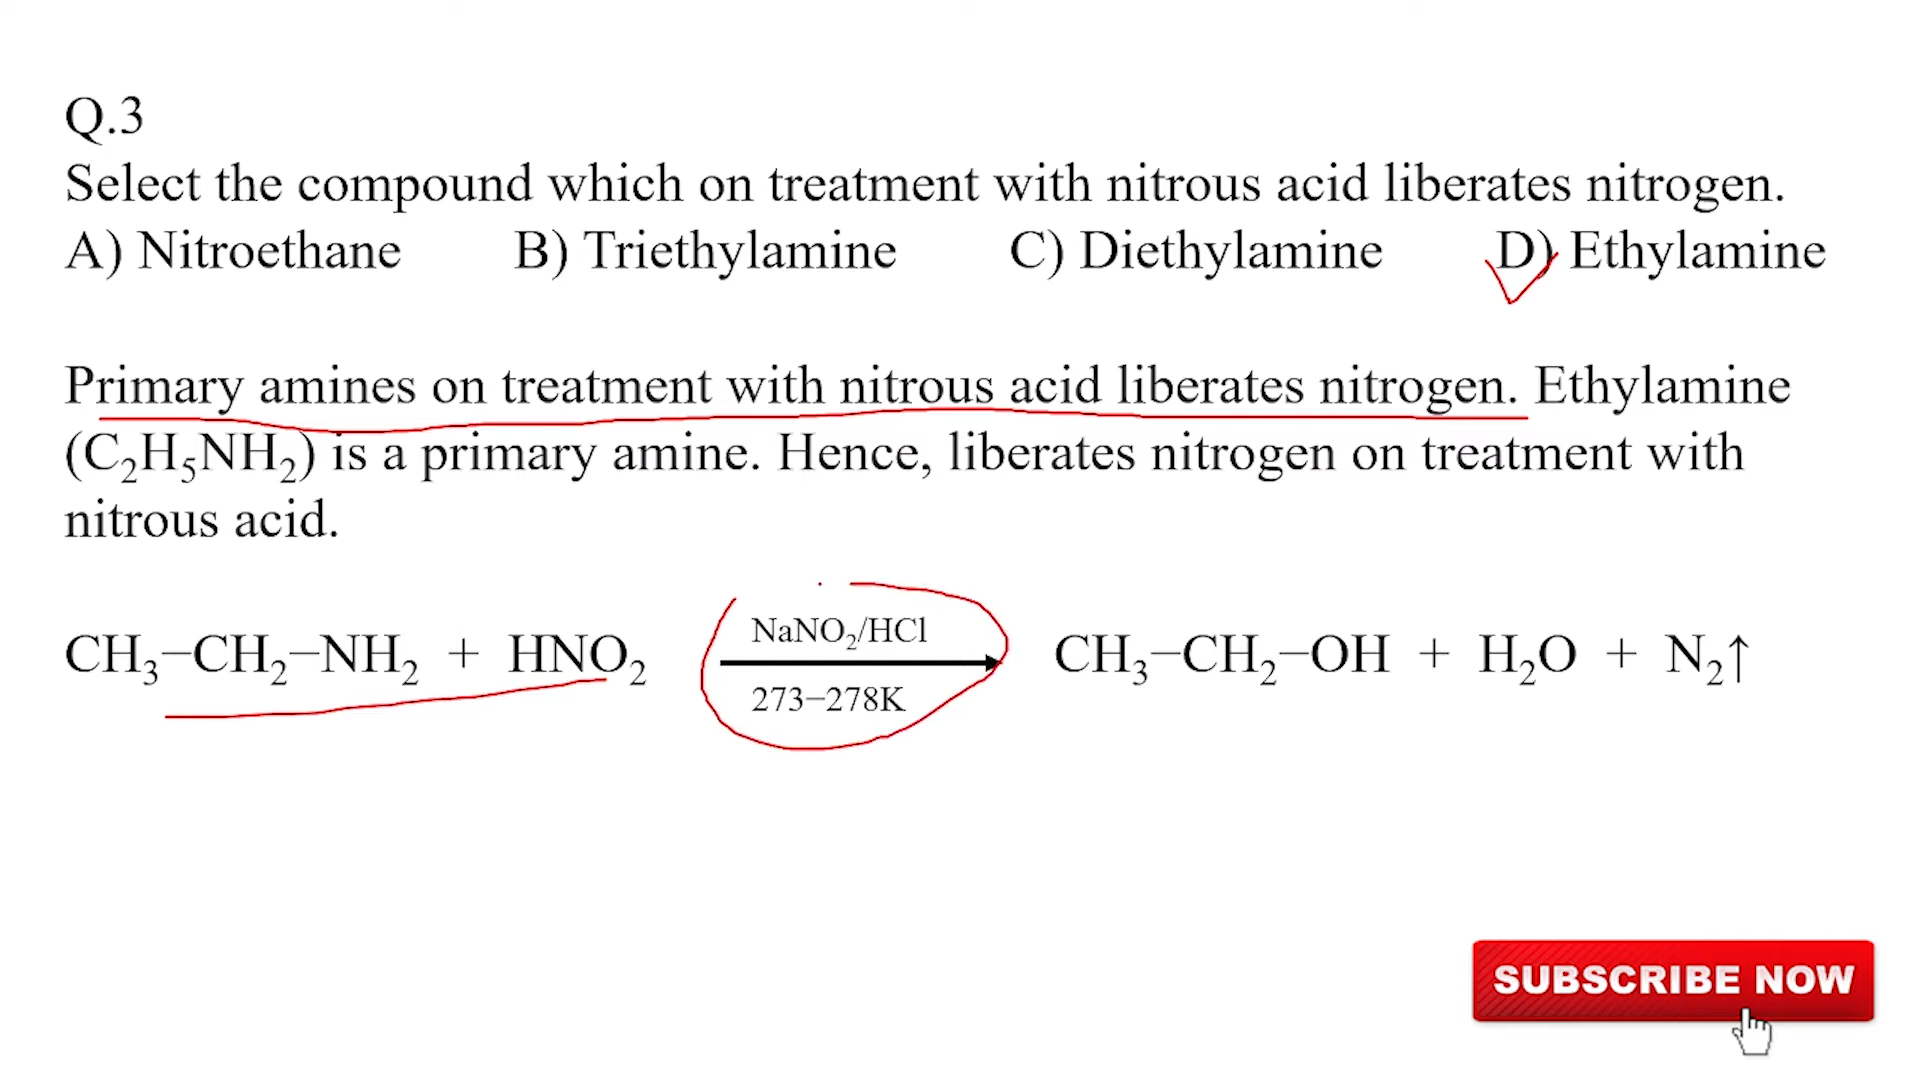 Q.3
Select the compound which on treatment with nitrous acid liberates nitrogen.
A) Nitroethane B) Triethylamine C) Diethylamine D) Ethylamine
Primary amines on treatment with nitrous acid liberates nitrogen. Ethylamine
(C₂H₅NH₂) is a primary amine. Hence, liberates nitrogen on treatment with
nitrous acid.
NaNO₂/HCl
CH₃−CH₂−NH₂ + HNO₂ CH₃−CH₂−OH + H₂O + N₂↑
273−278K
SUBSCRIBE NOW